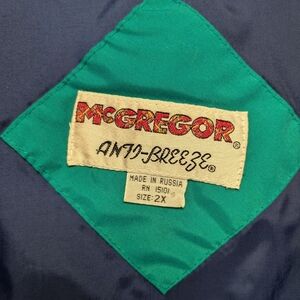 McGREGOR®
ANTI-BREEZE®
MADE IN RUSSIA
RN 15101
SIZE: 2X